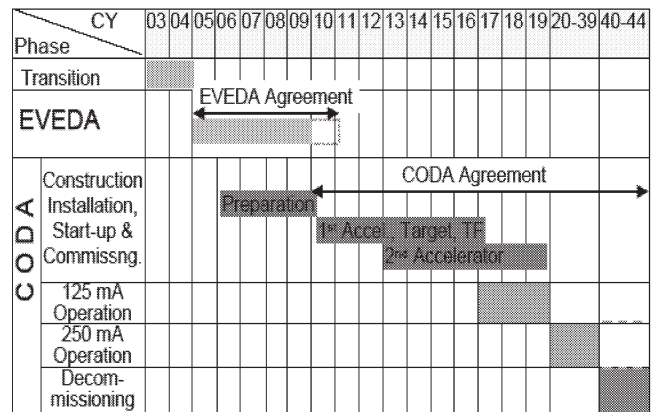 CY 03 04 05 06 07 08 09 10 11 12 13 14 15 16 17 18 19 20-39 40-44
Phase
Transition
EVEDA Agreement
EVEDA
CODA Agreement
CODA
Construction
Installation,
Start-up &
Commissng.
Preparation
1st Accel., Target, TF
2nd Accelerator
125 mA
Operation
250 mA
Operation
Decom-
missioning